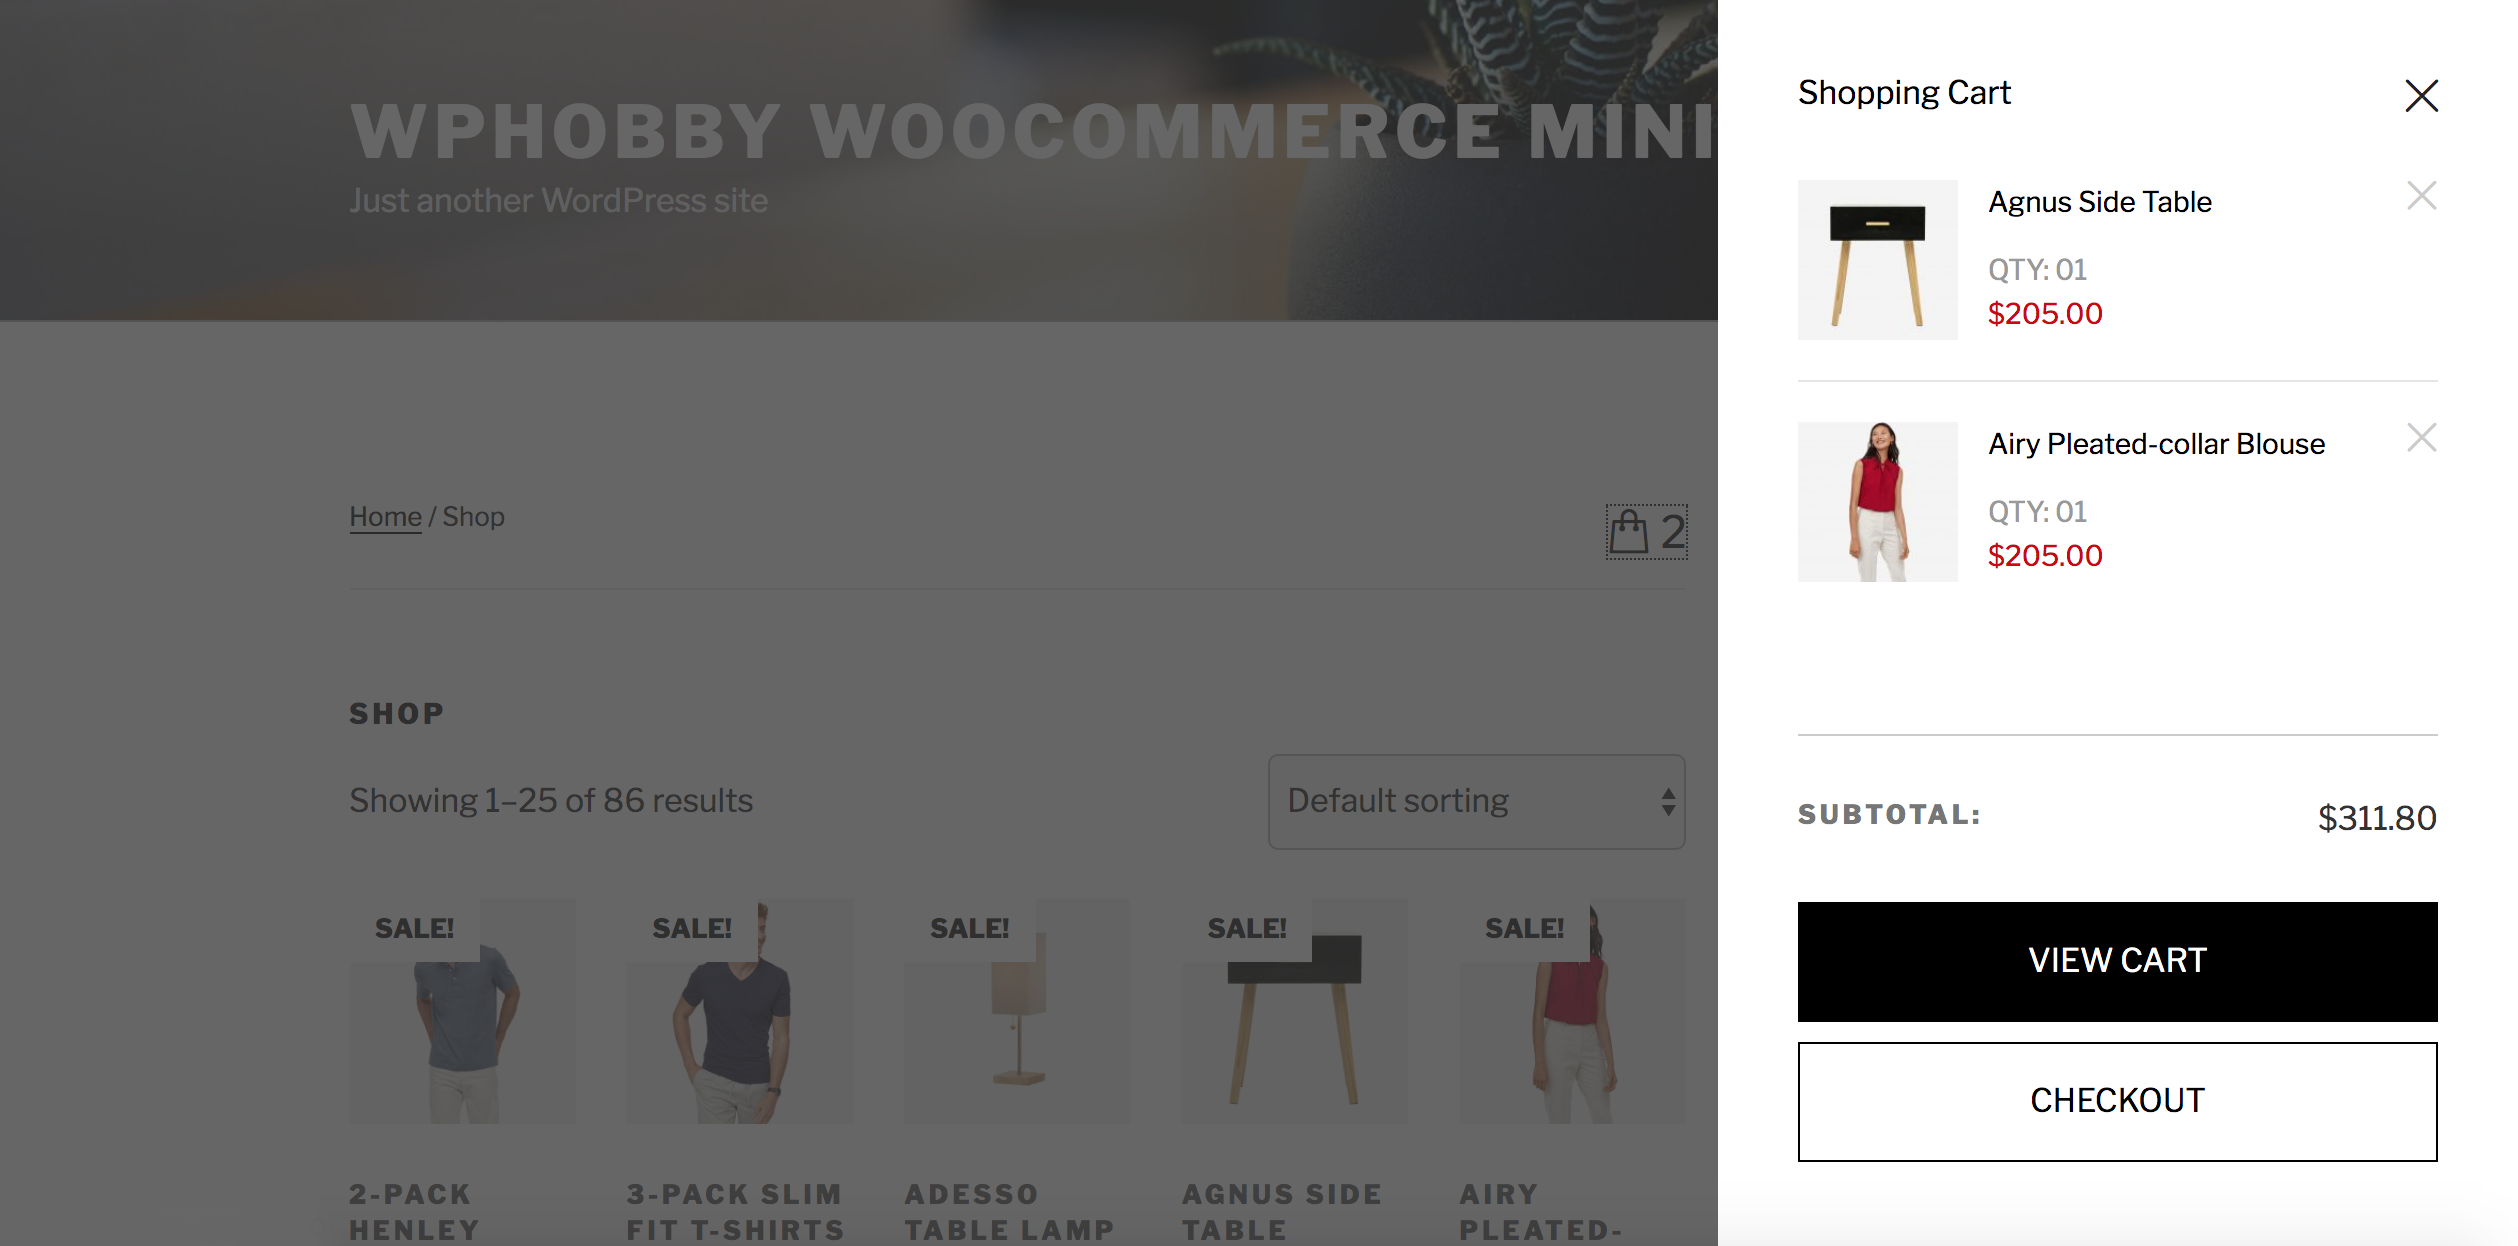 WPHOBBY WOOCOMMERCE MINI
Just another WordPress site
Home / Shop
2
SHOP
Showing 1–25 of 86 results
Default sorting
SALE!
SALE!
SALE!
SALE!
SALE!
2-PACK
HENLEY
3-PACK SLIM
FIT T-SHIRTS
ADESSO
TABLE LAMP
AGNUS SIDE
TABLE
AIRY
PLEATED-
Shopping Cart
Agnus Side Table
QTY: 01
$205.00
Airy Pleated-collar Blouse
QTY: 01
$205.00
SUBTOTAL: $311.80
VIEW CART
CHECKOUT